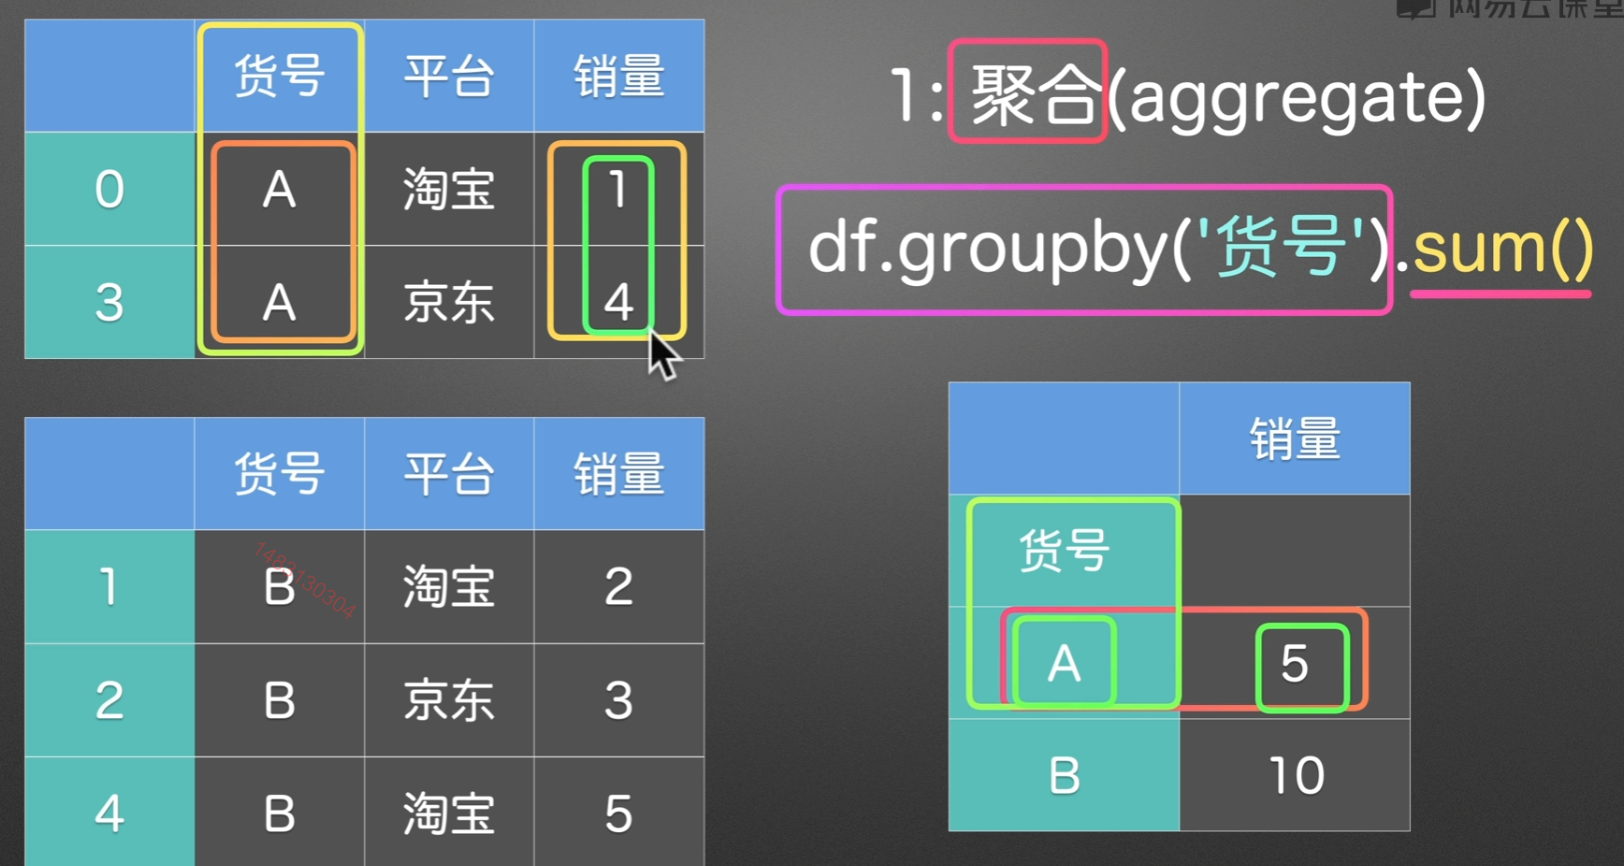 网易云课堂
货号 平台 销量
0 A 淘宝 1
3 A 京东 4
1: 聚合(aggregate)
df.groupby('货号').sum()
货号 平台 销量
1 B 淘宝 2
2 B 京东 3
4 B 淘宝 5
1483130304
销量
货号
A 5
B 10